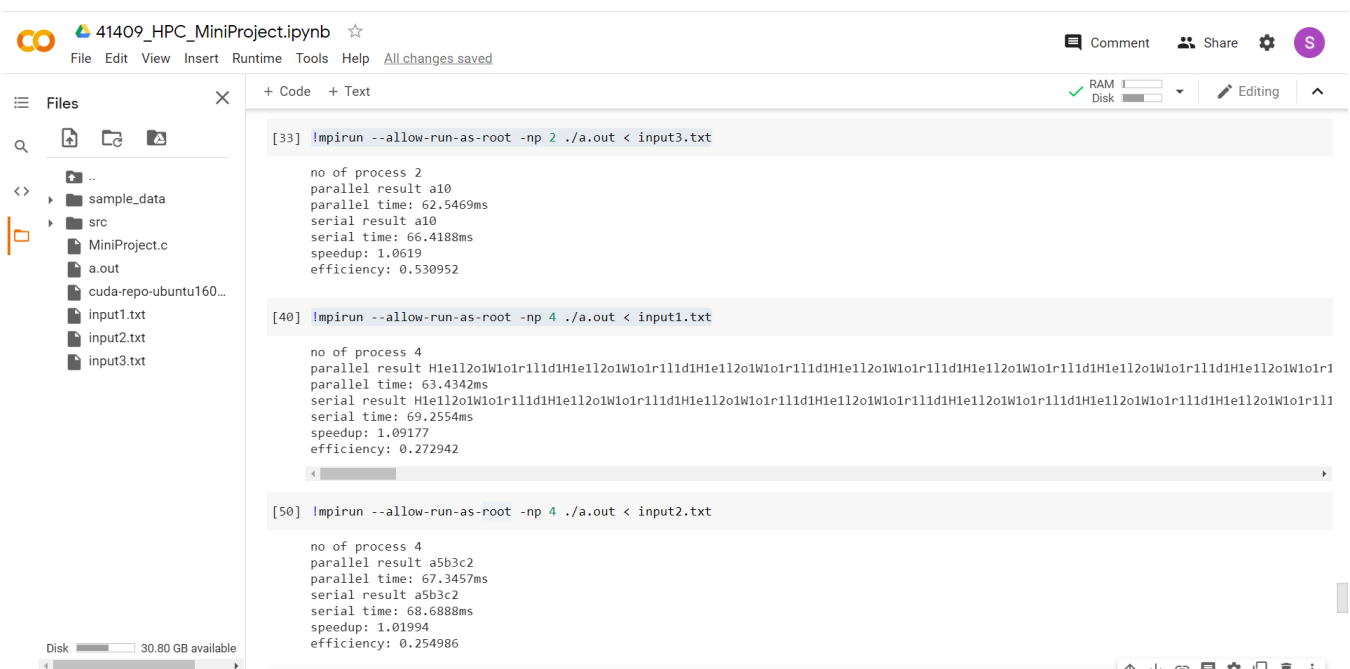 41409_HPC_MiniProject.ipynb
File Edit View Insert Runtime Tools Help All changes saved
Comment
Share
S
Files
..
sample_data
src
MiniProject.c
a.out
cuda-repo-ubuntu160…
input1.txt
input2.txt
input3.txt
Disk 30.80 GB available
+ Code + Text
RAM
Disk
Editing
[33] !mpirun --allow-run-as-root -np 2 ./a.out < input3.txt
no of process 2
parallel result a10
parallel time: 62.5469ms
serial result a10
serial time: 66.4188ms
speedup: 1.0619
efficiency: 0.530952
[40] !mpirun --allow-run-as-root -np 4 ./a.out < input1.txt
no of process 4
parallel result H1e1l2o1W1o1r1l1d1H1e1l2o1W1o1r1l1d1H1e1l2o1W1o1r1l1d1H1e1l2o1W1o1r1l1d1H1e1l2o1W1o1r1l1d1H1e1l2o1W1o1r1l1d1H1e1l2o1W1o1r1
parallel time: 63.4342ms
serial result H1e1l2o1W1o1r1l1d1H1e1l2o1W1o1r1l1d1H1e1l2o1W1o1r1l1d1H1e1l2o1W1o1r1l1d1H1e1l2o1W1o1r1l1d1H1e1l2o1W1o1r1l1d1H1e1l2o1W1o1r1l1
serial time: 69.2554ms
speedup: 1.09177
efficiency: 0.272942
[50] !mpirun --allow-run-as-root -np 4 ./a.out < input2.txt
no of process 4
parallel result a5b3c2
parallel time: 67.3457ms
serial result a5b3c2
serial time: 68.6888ms
speedup: 1.01994
efficiency: 0.254986